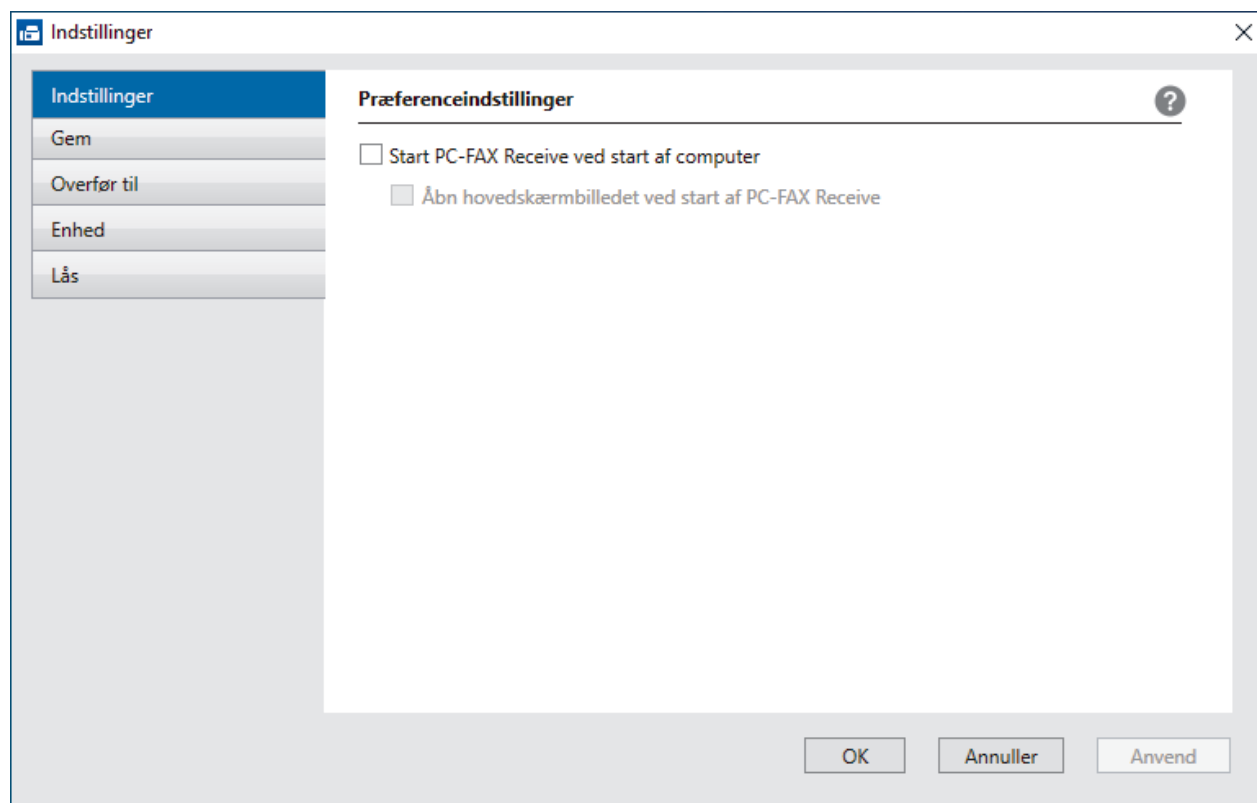 Indstillinger
Indstillinger
Gem
Overfør til
Enhed
Lås
Præferenceindstillinger
?
Start PC-FAX Receive ved start af computer
Åbn hovedskærmbilledet ved start af PC-FAX Receive
OK
Annuller
Anvend